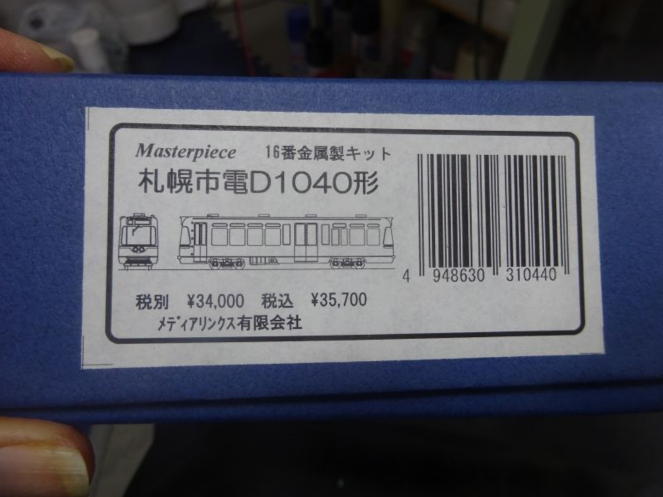 Masterpiece 16番金属製キット
札幌市電D1040形
税別 ¥34,000 税込 ¥35,700
ﾒﾃﾞｨｱリンクス有限会社
4 948630 310440